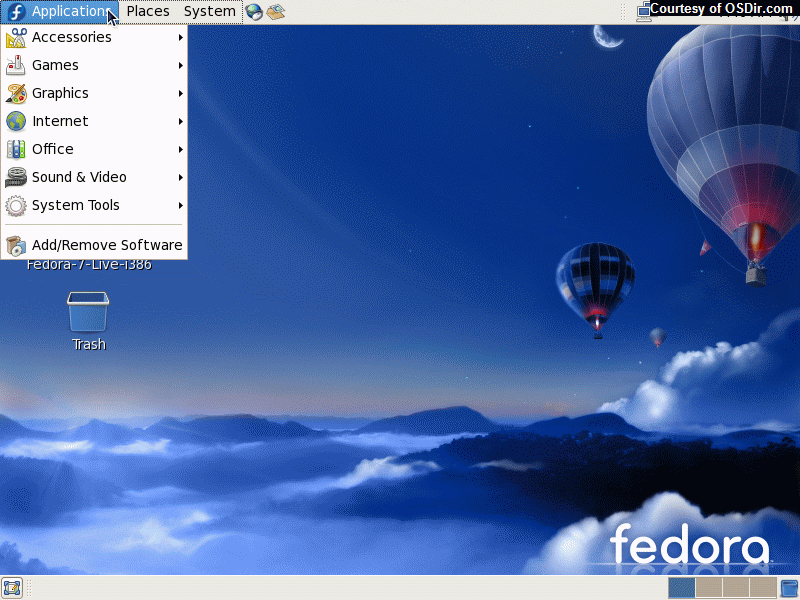 Applications Places System
Courtesy of OSDir.com
Accessories
Games
Graphics
Internet
Office
Sound & Video
System Tools
Add/Remove Software
Fedora-7-Live-i386
Trash
fedora